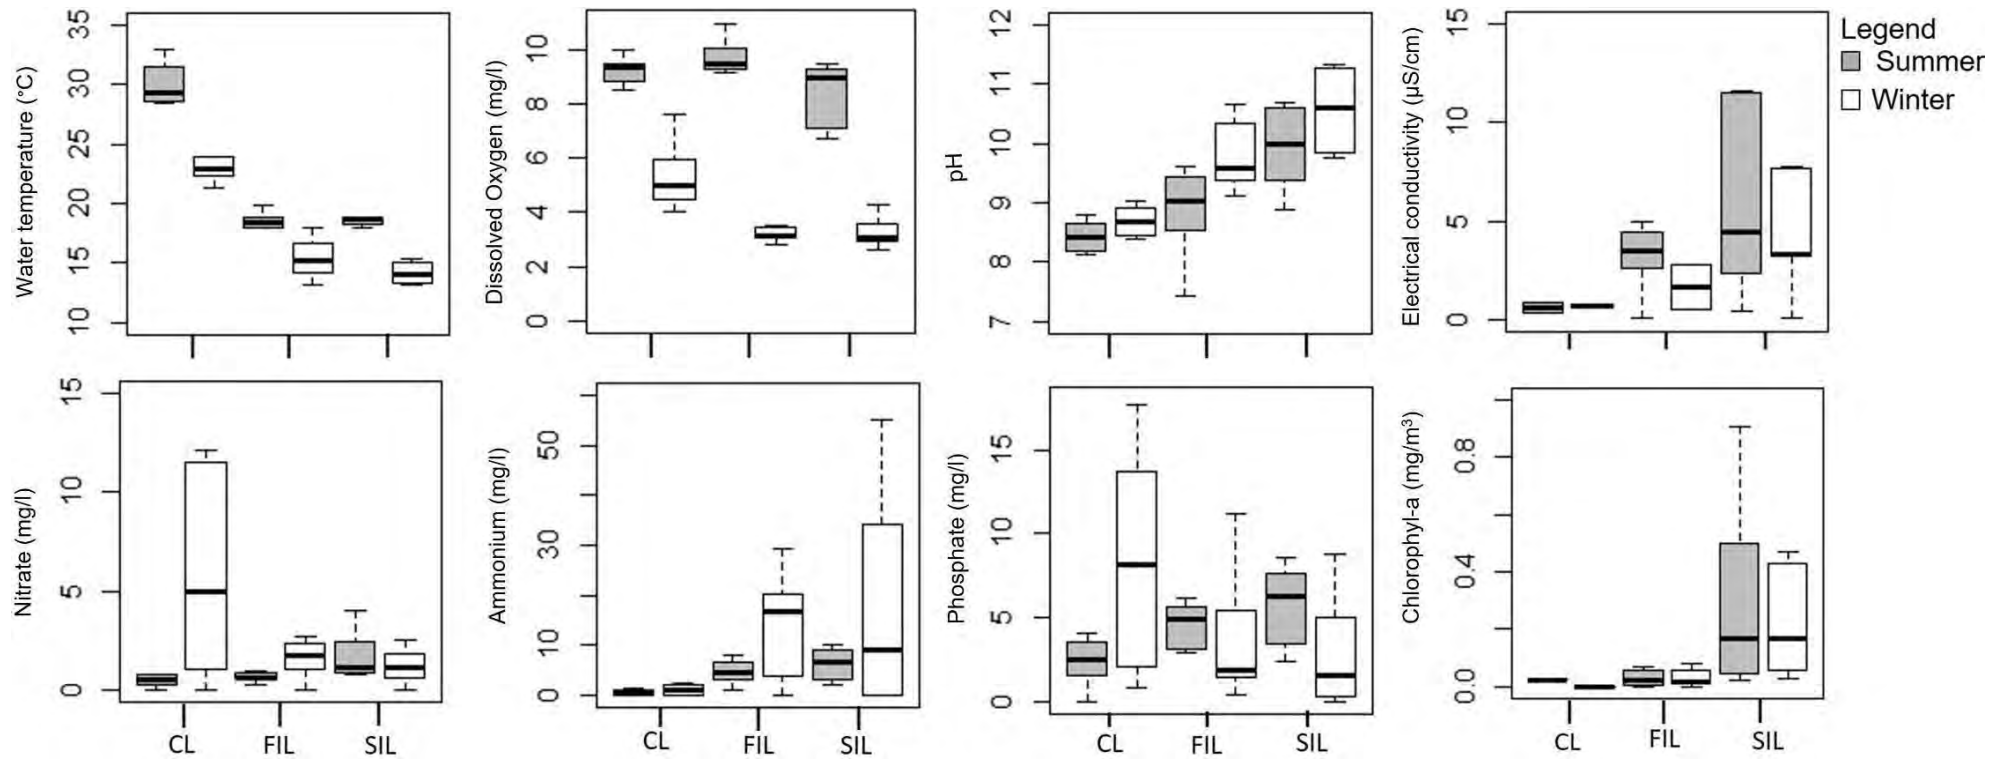 Water temperature (°C)
35
30
25
20
15
10
Dissolved Oxygen (mg/l)
10
8
6
4
2
0
pH
12
11
10
9
8
7
Electrical conductivity (µS/cm)
15
10
5
0
Legend
Summer
Winter
Nitrate (mg/l)
15
10
5
0
CL FIL SIL
Ammonium (mg/l)
50
30
10
0
CL FIL SIL
Phosphate (mg/l)
15
10
5
0
CL FIL SIL
Chlorophyl-a (mg/m³)
0.8
0.4
0.0
CL FIL SIL